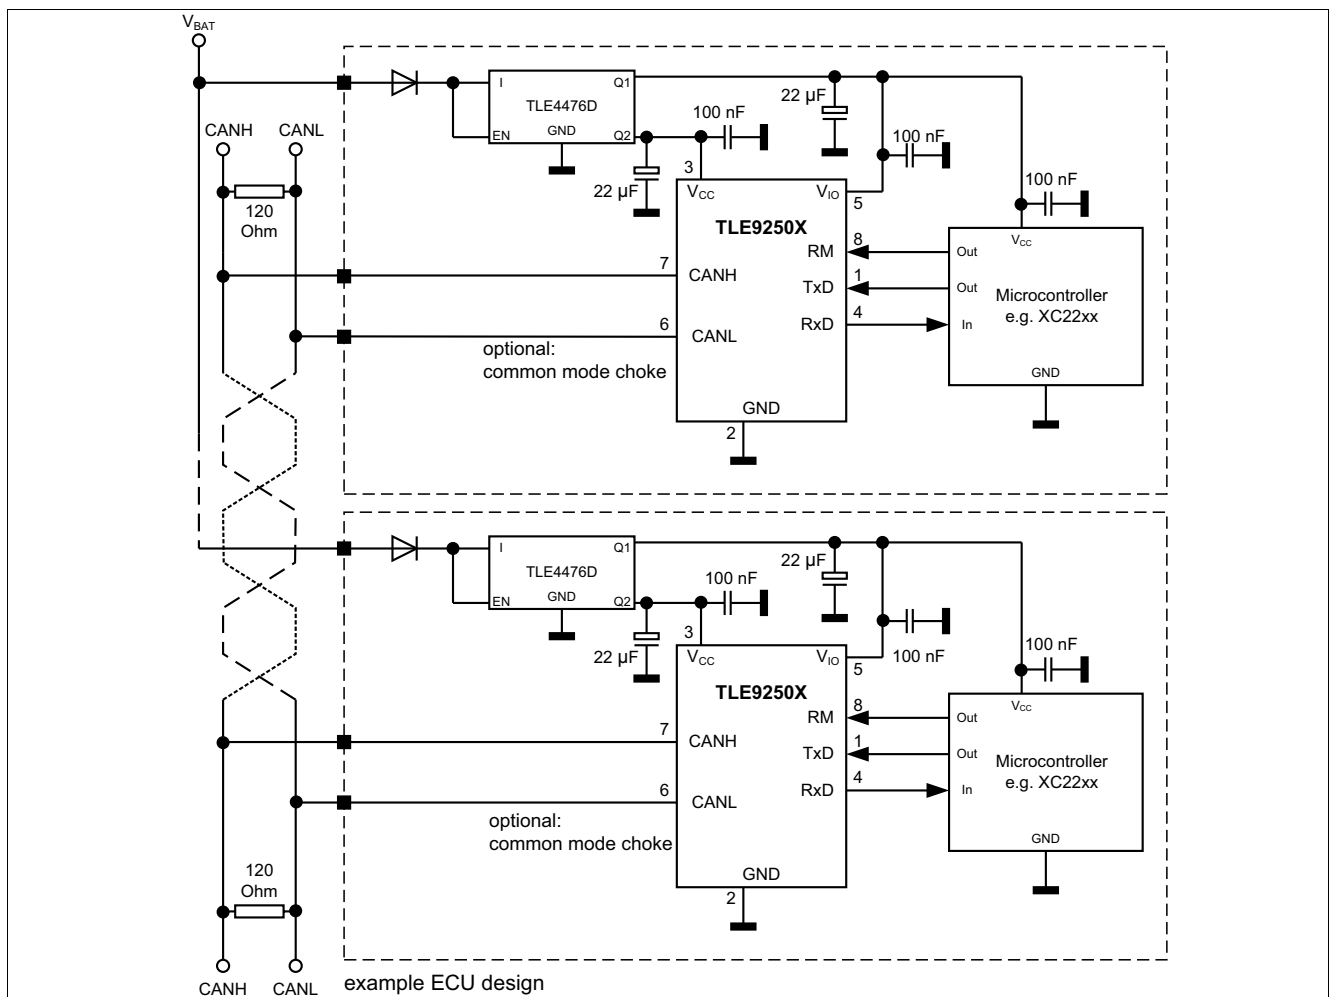 VBAT
CANH
CANL
120
Ohm
I
Q1
TLE4476D
EN
GND
Q2
22 µF
100 nF
22 µF
100 nF
100 nF
3
VCC
VIO
5
TLE9250X
RM
8
TxD
1
RxD
4
7
CANH
6
CANL
optional:
common mode choke
GND
2
VCC
Out
Out
In
Microcontroller
e.g. XC22xx
GND
I
Q1
TLE4476D
EN
GND
Q2
22 µF
100 nF
22 µF
100 nF
100 nF
3
VCC
VIO
5
TLE9250X
RM
8
TxD
1
RxD
4
7
CANH
6
CANL
optional:
common mode choke
GND
2
VCC
Out
Out
In
Microcontroller
e.g. XC22xx
GND
120
Ohm
CANH
CANL
example ECU design